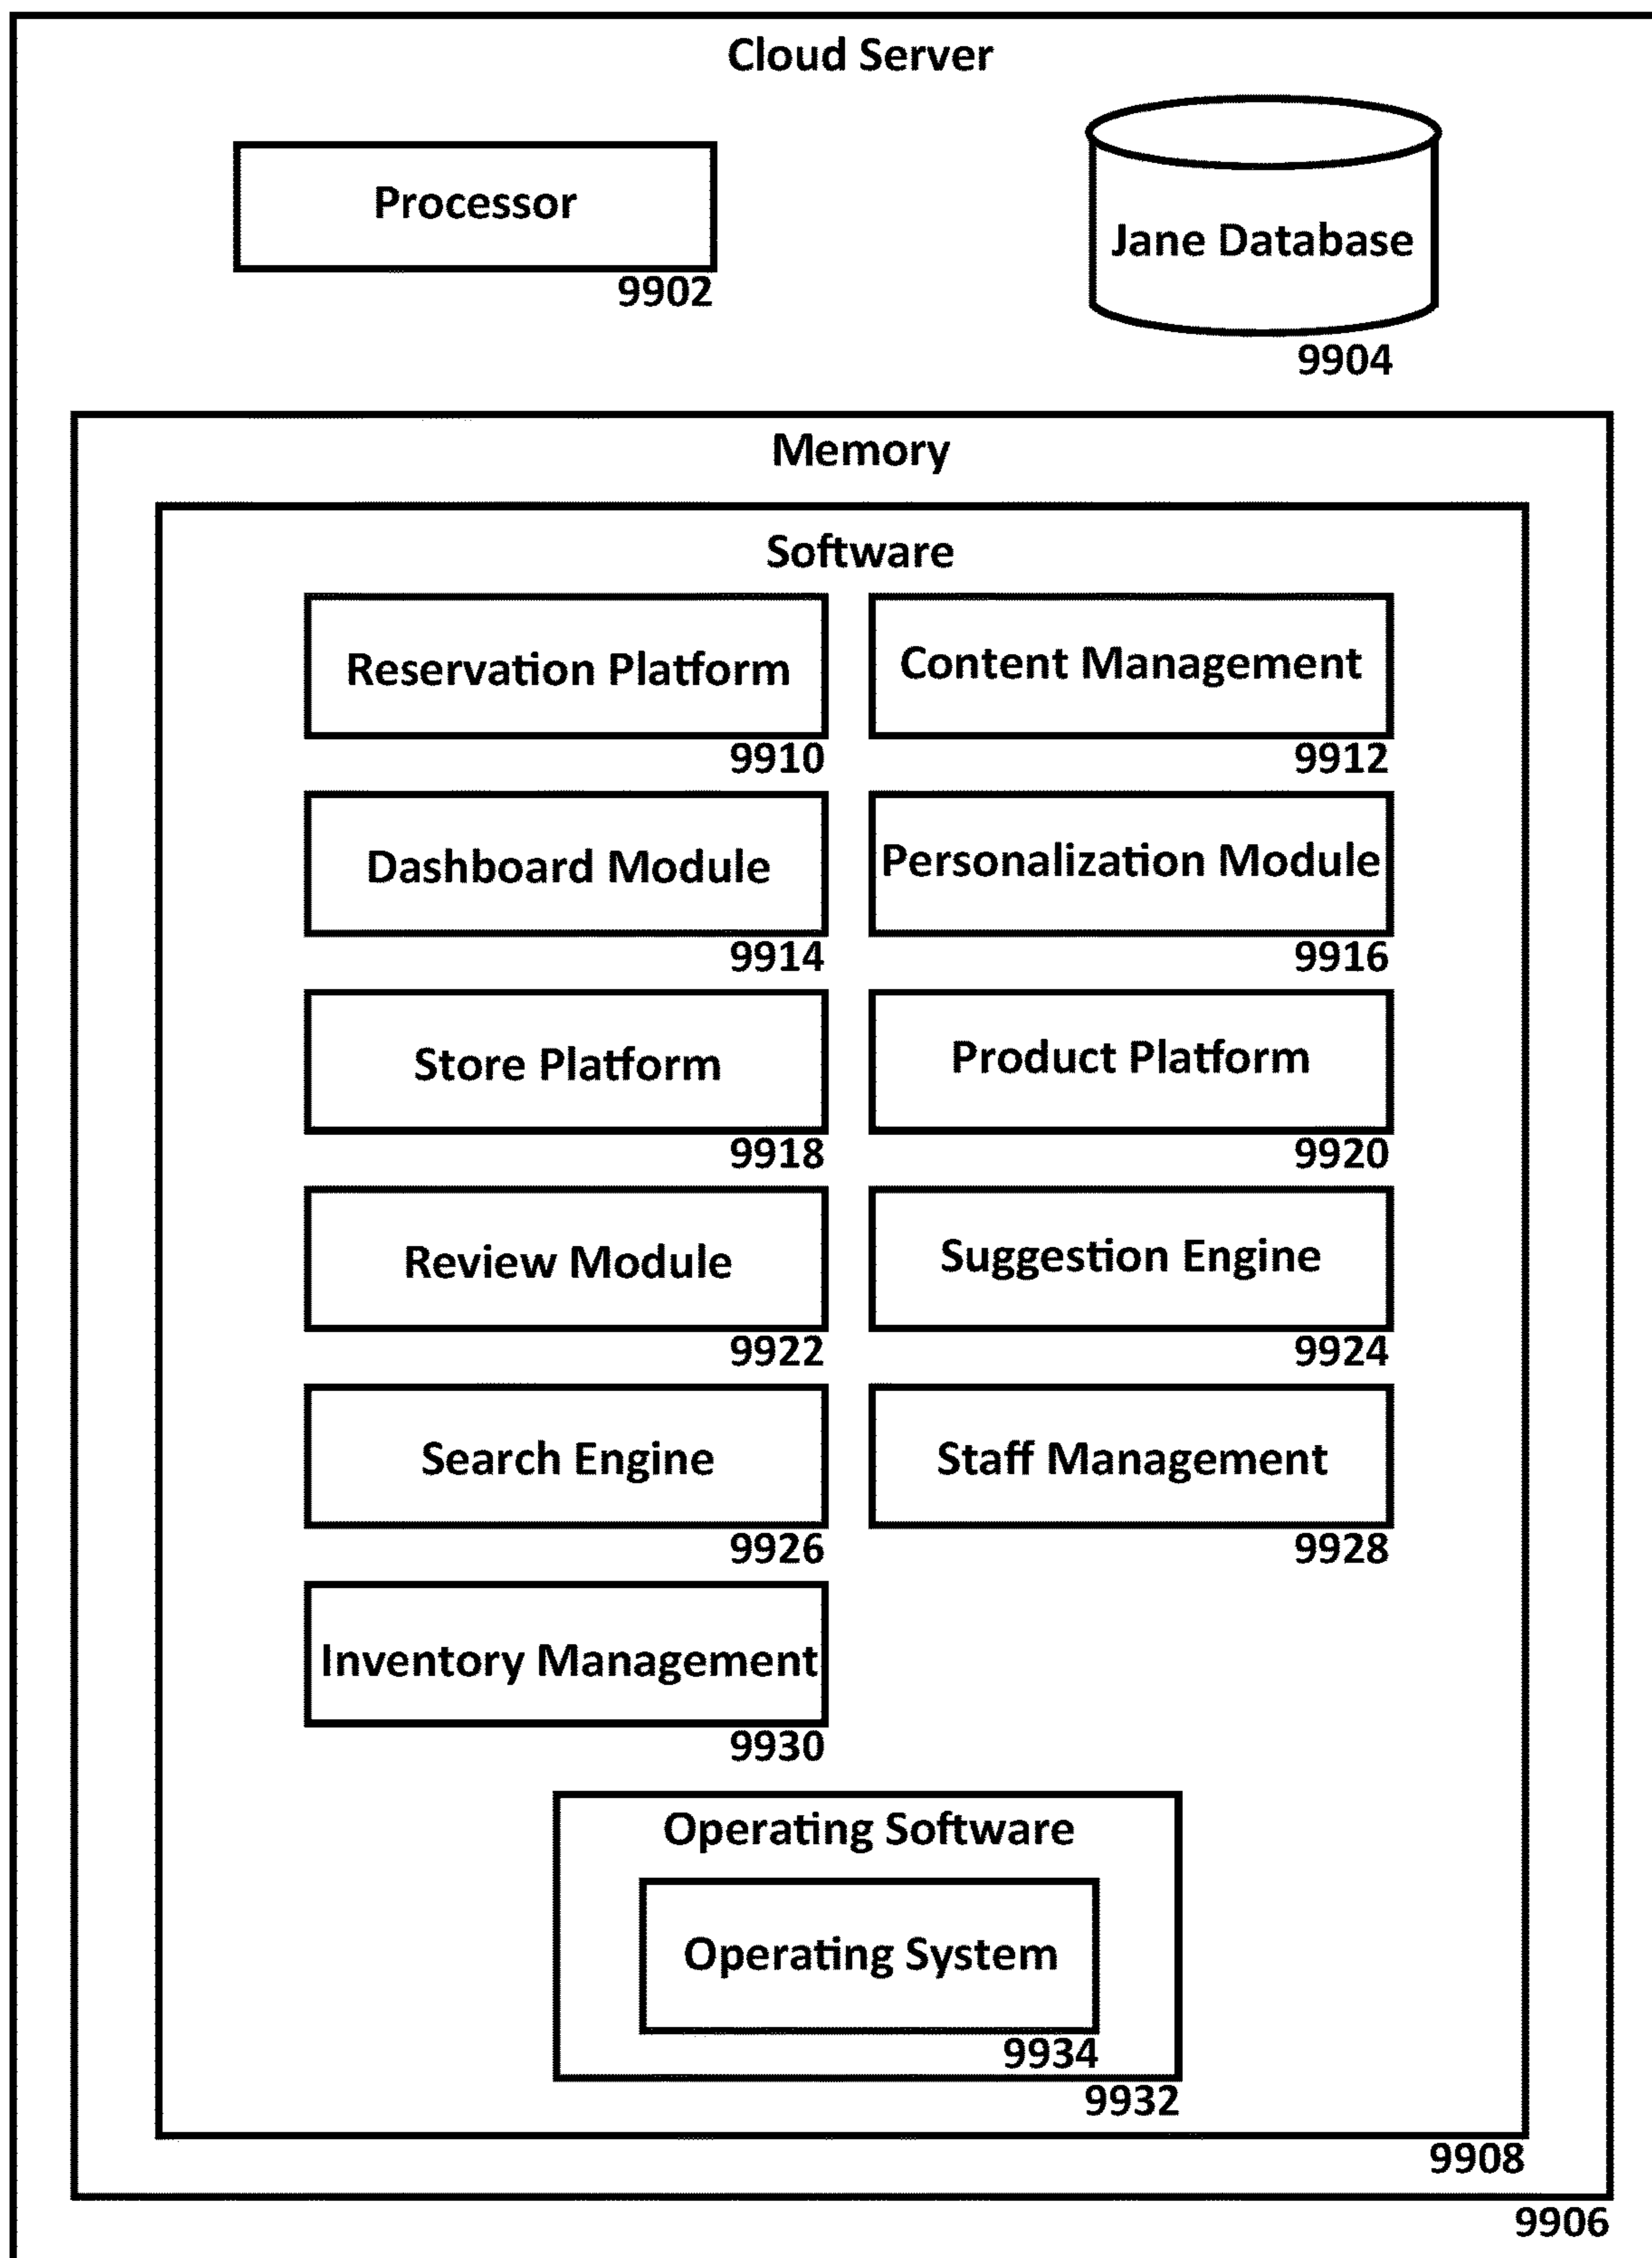 Cloud Server
Processor
9902
Jane Database
9904
Memory
Software
Reservation Platform
9910
Content Management
9912
Dashboard Module
9914
Personalization Module
9916
Store Platform
9918
Product Platform
9920
Review Module
9922
Suggestion Engine
9924
Search Engine
9926
Staff Management
9928
Inventory Management
9930
Operating Software
Operating System
9934
9932
9908
9906